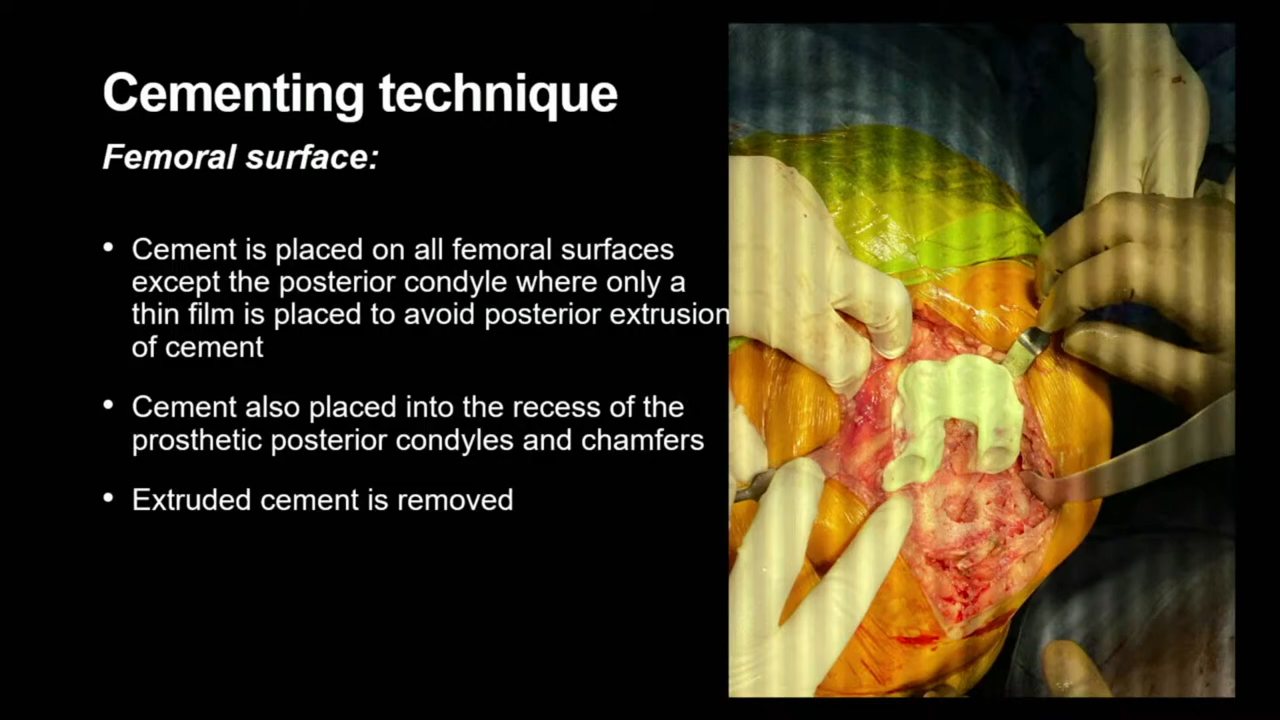 Cementing technique
Femoral surface:
• Cement is placed on all femoral surfaces
except the posterior condyle where only a
thin film is placed to avoid posterior extrusion
of cement
• Cement also placed into the recess of the
prosthetic posterior condyles and chamfers
• Extruded cement is removed